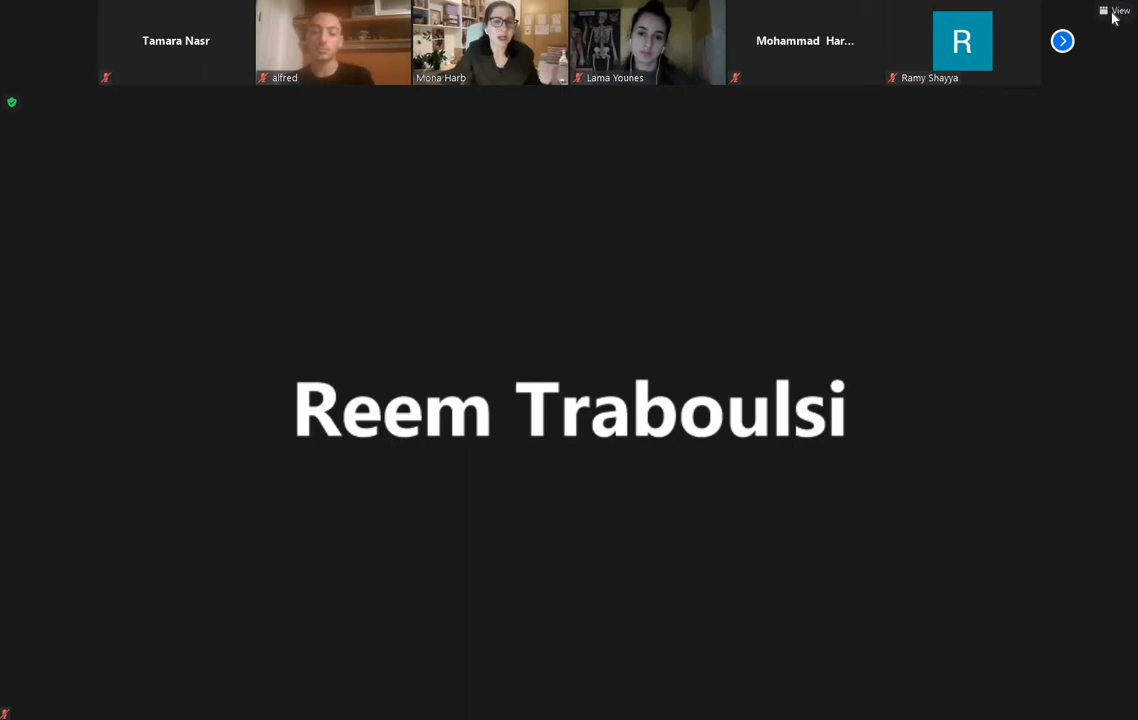 View
Tamara Nasr
Mohammad Har...
R
alfred
Mona Harb
Lama Younes
Ramy Shayya
Reem Traboulsi